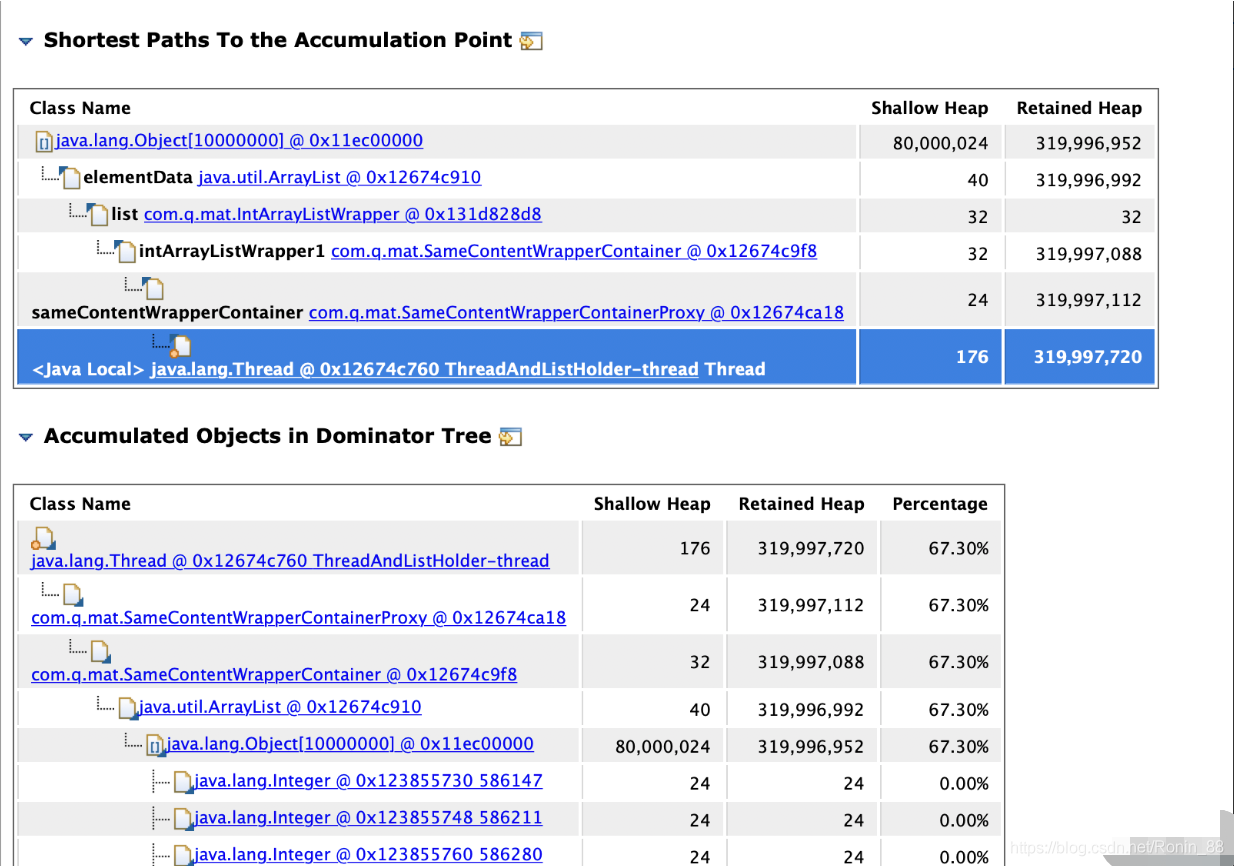 Shortest Paths To the Accumulation Point
Class Name Shallow Heap Retained Heap
java.lang.Object[10000000] @ 0x11ec00000 80,000,024 319,996,952
elementData java.util.ArrayList @ 0x12674c910 40 319,996,992
list com.q.mat.IntArrayListWrapper @ 0x131d828d8 32 32
intArrayListWrapper1 com.q.mat.SameContentWrapperContainer @ 0x12674c9f8 32 319,997,088
sameContentWrapperContainer com.q.mat.SameContentWrapperContainerProxy @ 0x12674ca18 24 319,997,112
<Java Local> java.lang.Thread @ 0x12674c760 ThreadAndListHolder-thread Thread 176 319,997,720
Accumulated Objects in Dominator Tree
Class Name Shallow Heap Retained Heap Percentage
java.lang.Thread @ 0x12674c760 ThreadAndListHolder-thread 176 319,997,720 67.30%
com.q.mat.SameContentWrapperContainerProxy @ 0x12674ca18 24 319,997,112 67.30%
com.q.mat.SameContentWrapperContainer @ 0x12674c9f8 32 319,997,088 67.30%
java.util.ArrayList @ 0x12674c910 40 319,996,992 67.30%
java.lang.Object[10000000] @ 0x11ec00000 80,000,024 319,996,952 67.30%
java.lang.Integer @ 0x123855730 586147 24 24 0.00%
java.lang.Integer @ 0x123855748 586211 24 24 0.00%
java.lang.Integer @ 0x123855760 586280 24 24 0.00%
https://blog.csdn.net/Ronin_88